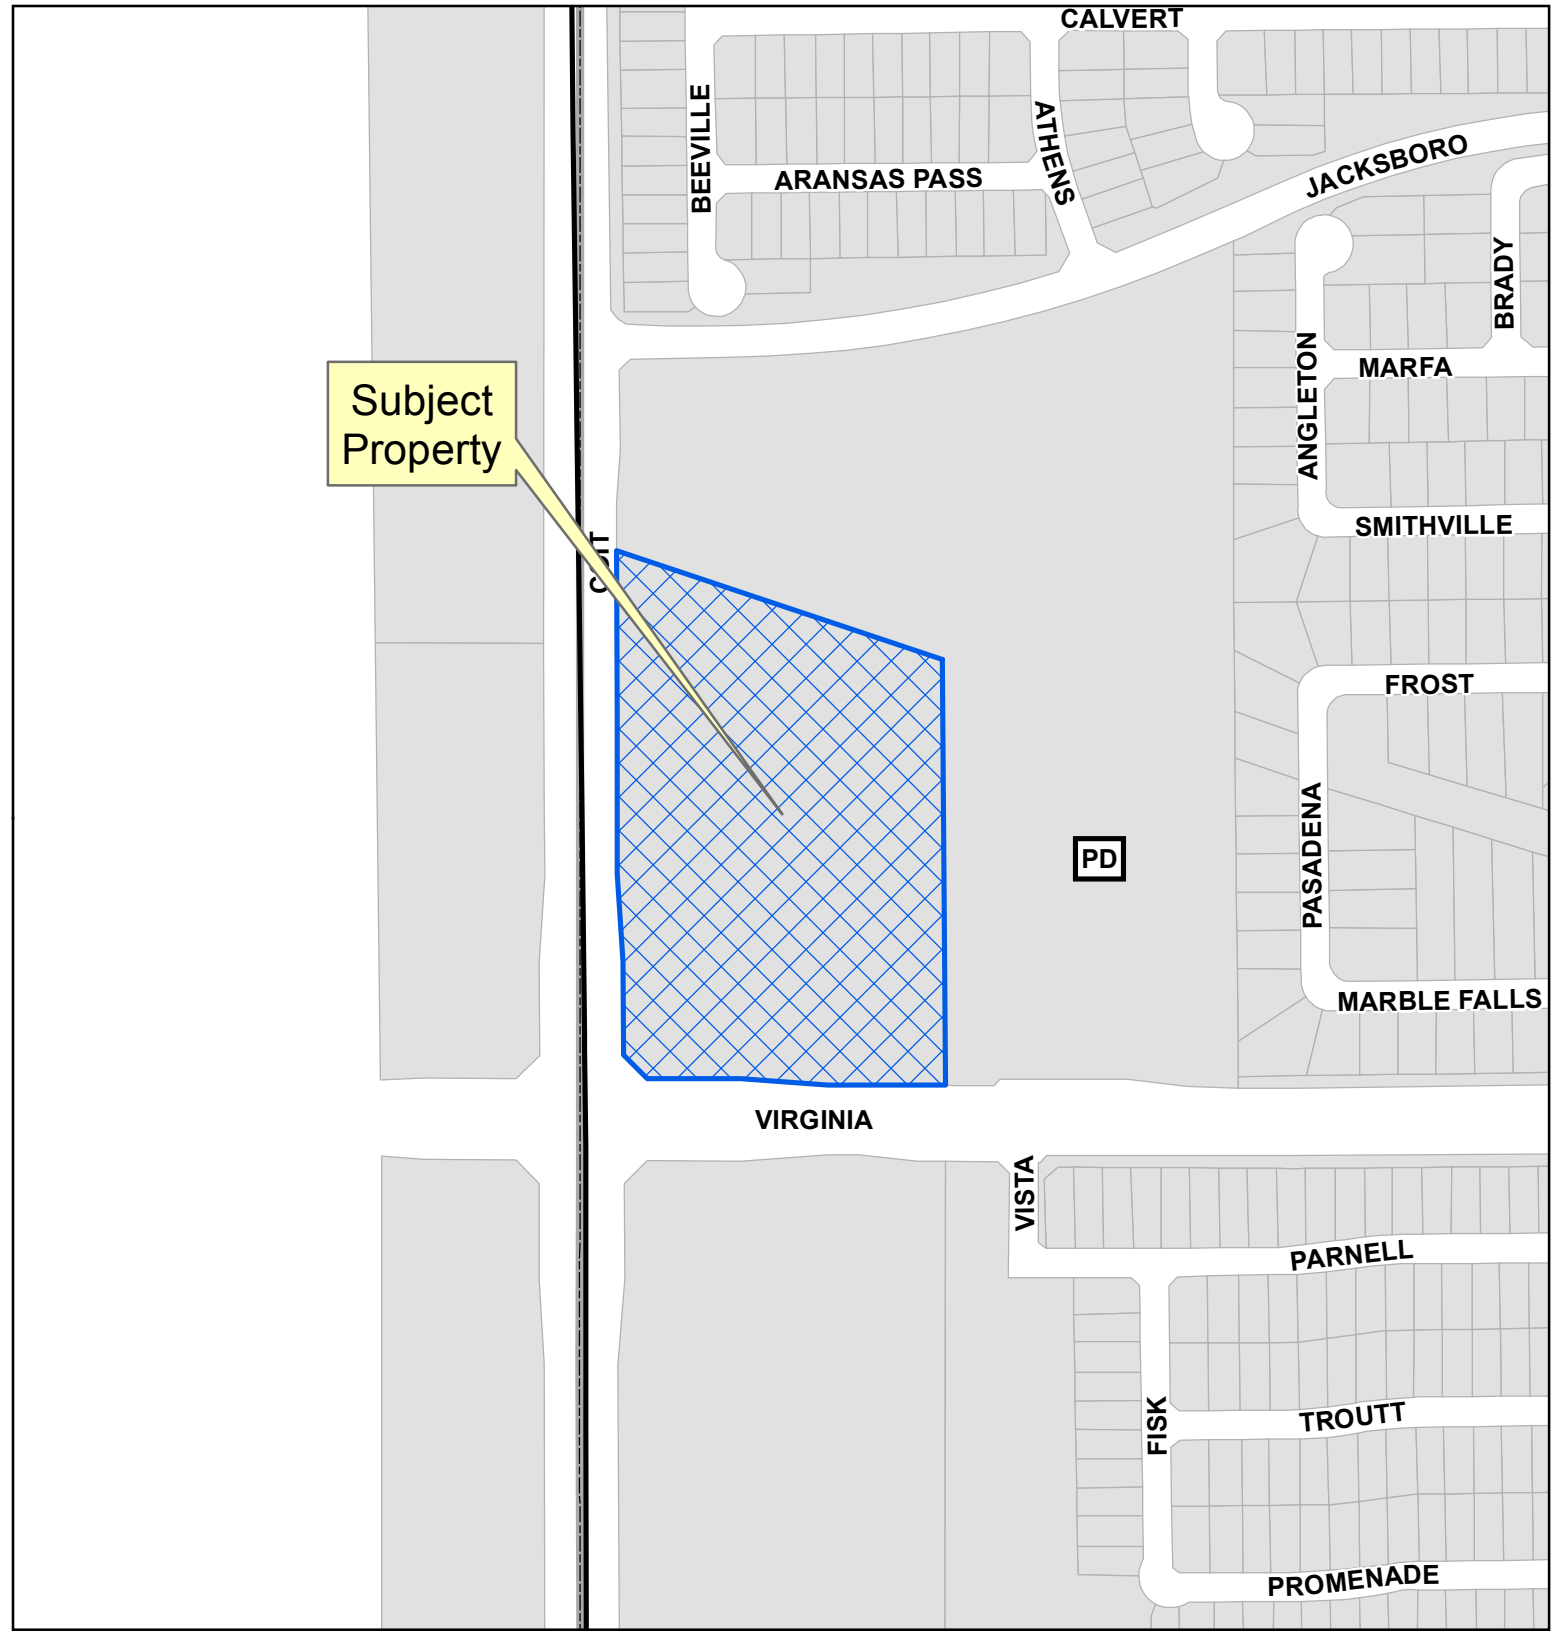 CALVERT
BEEVILLE
ATHENS
ARANSAS PASS
JACKSBORO
BRADY
ANGLETON
MARFA
Subject
Property
SMITHVILLE
COIT
FROST
PASADENA
PD
MARBLE FALLS
VIRGINIA
VISTA
PARNELL
FISK
TROUTT
PROMENADE